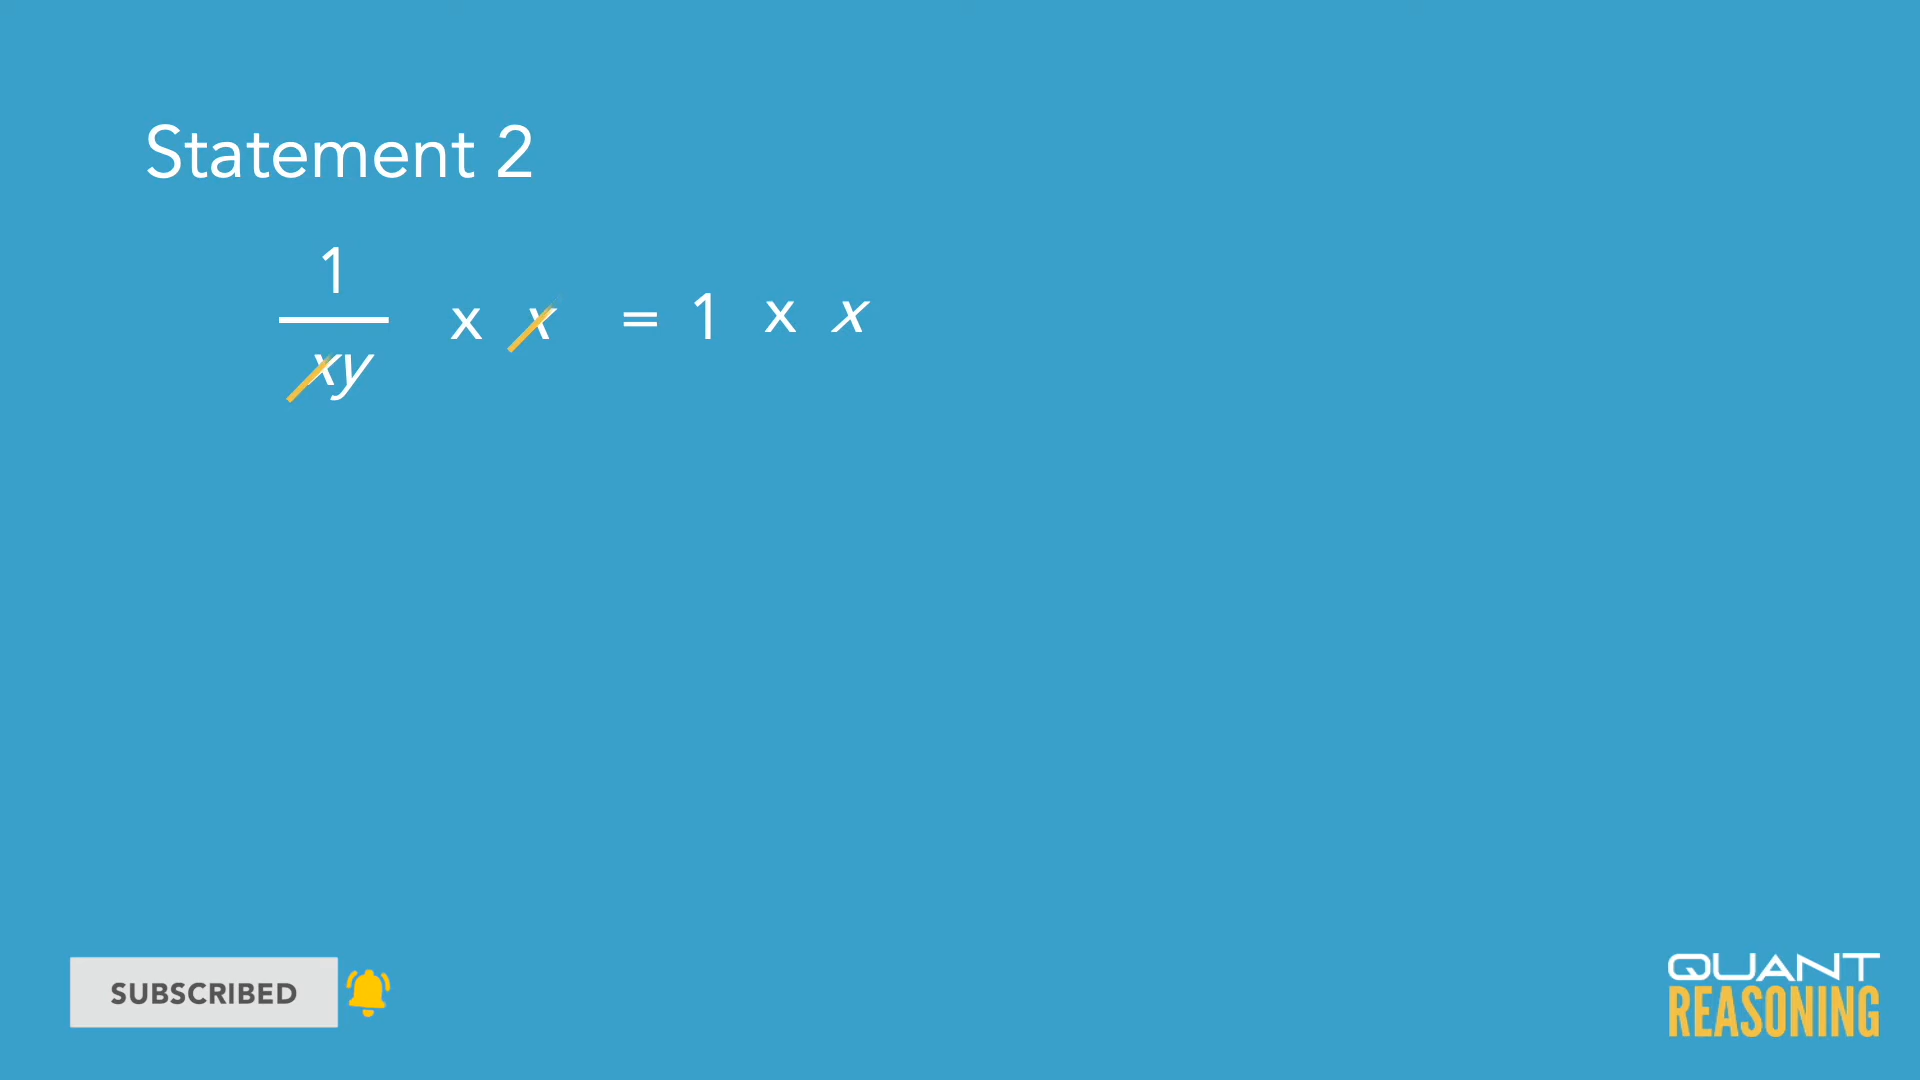 Statement 2
1
xy
x x = 1 x x
SUBSCRIBED
QUANT
REASONING